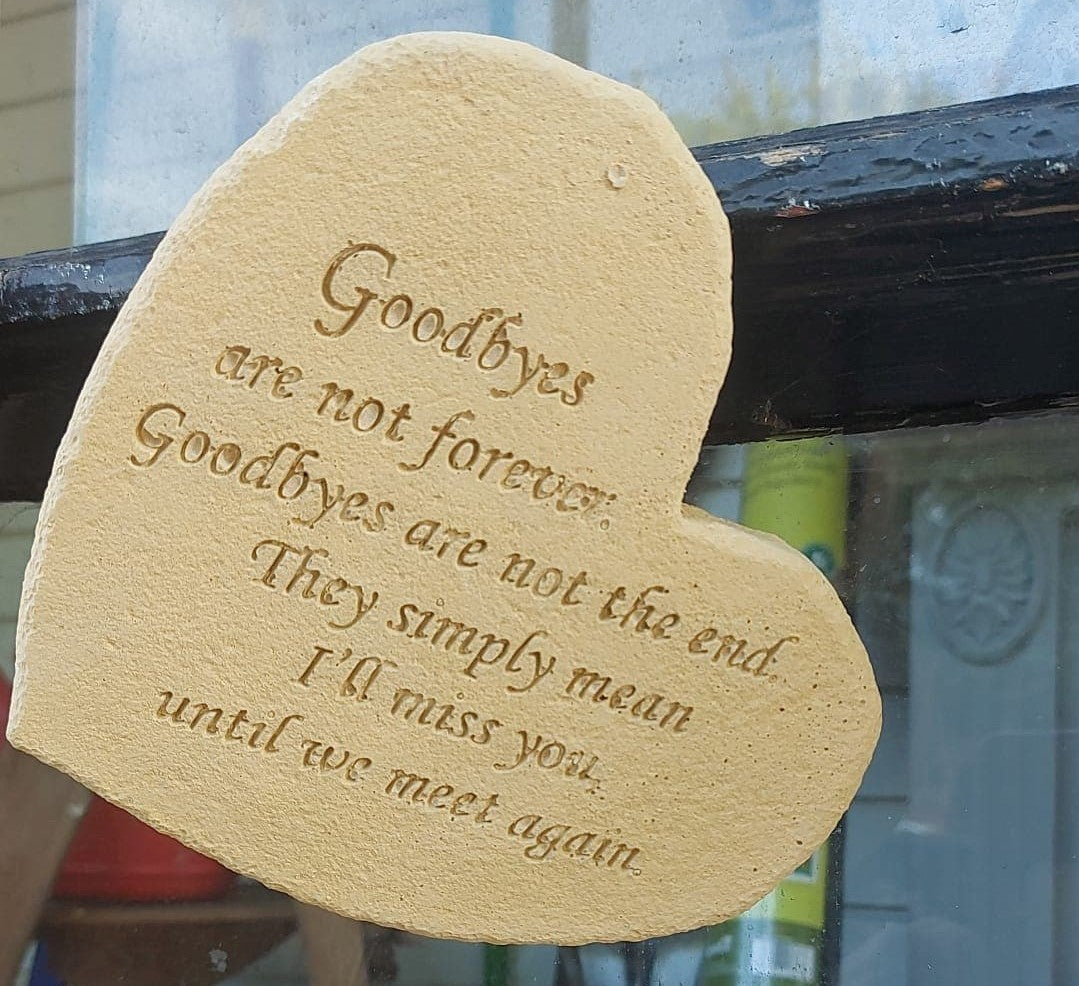 Goodbyes
are not forever.
Goodbyes are not the end.
They simply mean
I'll miss you,
until we meet again.